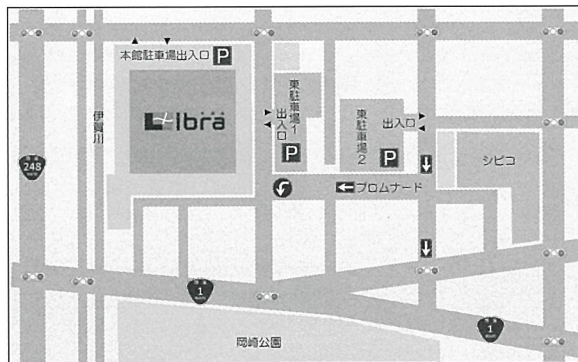 本館駐車場出入口 P
伊賀川
248
Libra
東駐車場1
出入口
P
東駐車場2
出入口
P
シビコ
プロムナード
1
1
岡崎公園